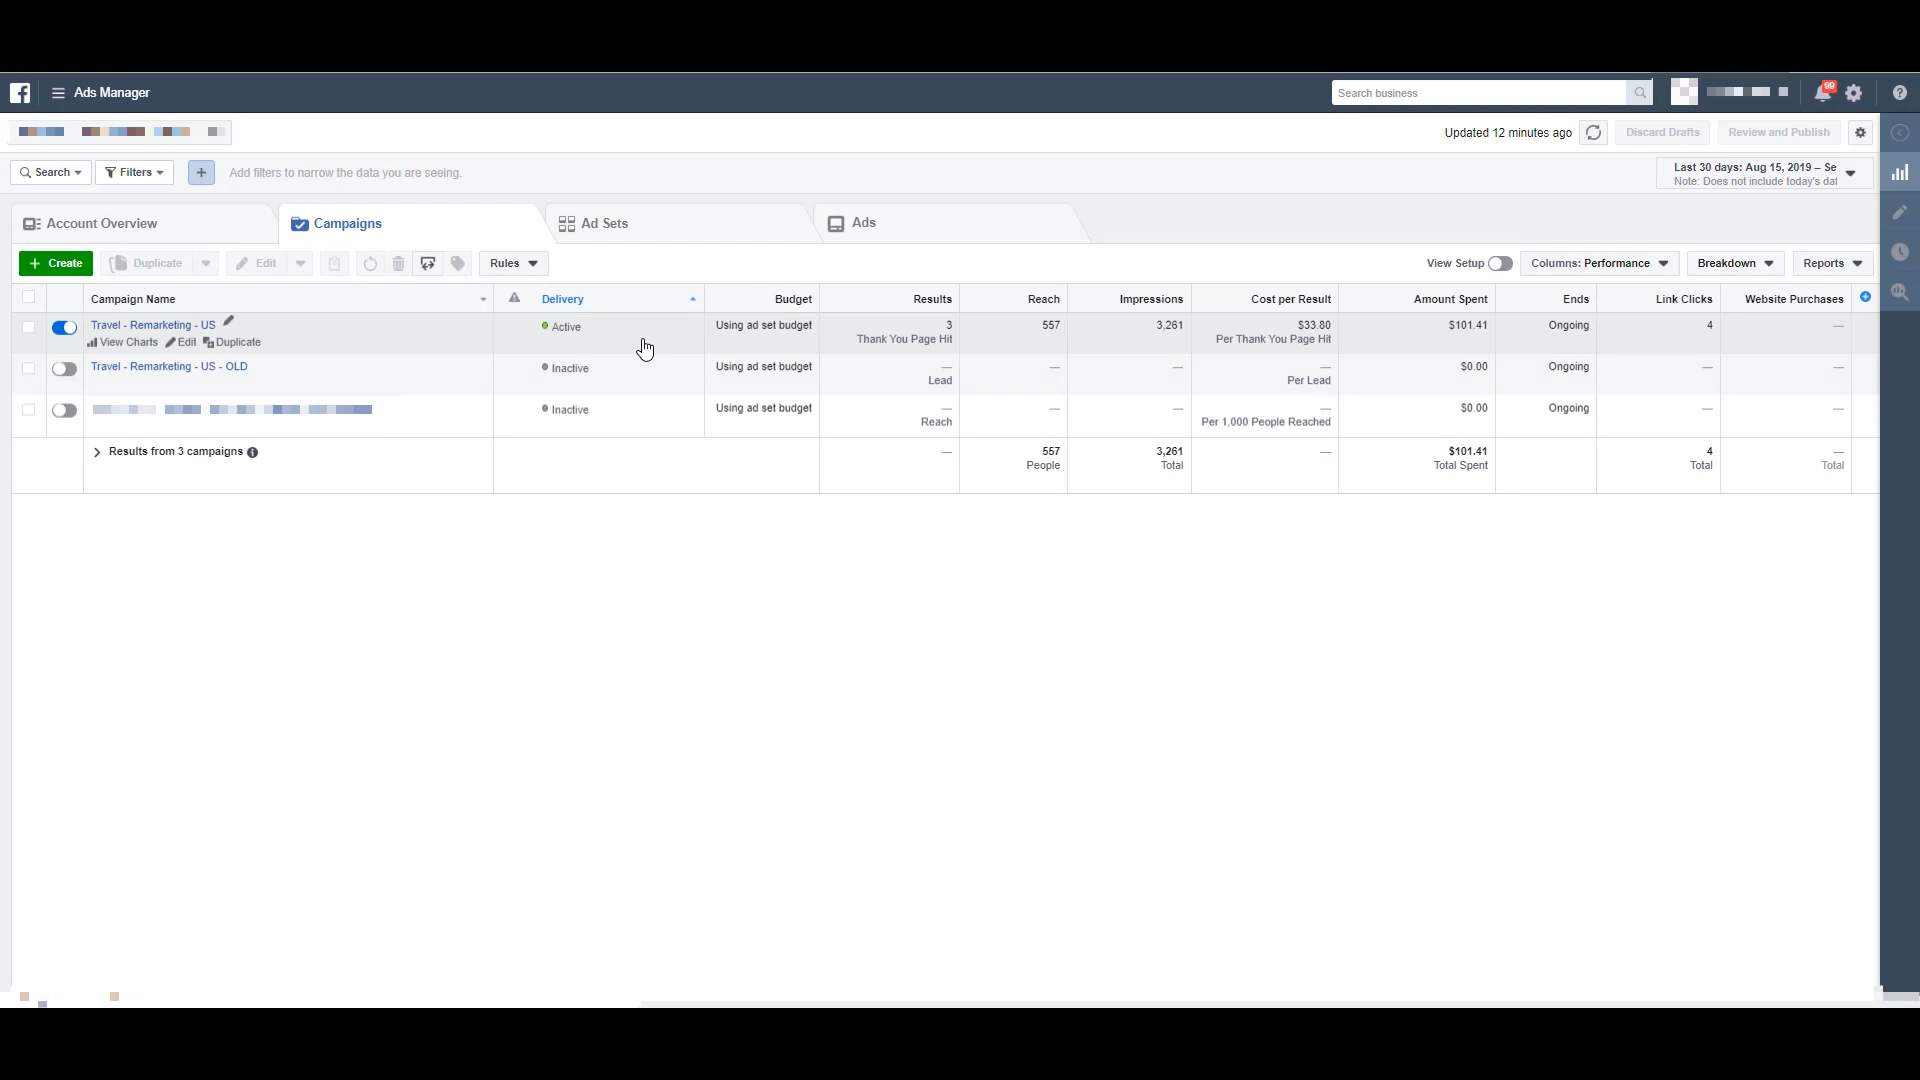 Ads Manager
Search business
99
Updated 12 minutes ago
Discard Drafts
Review and Publish
Search
Filters
+
Add filters to narrow the data you are seeing.
Last 30 days: Aug 15, 2019 – Se
Note: Does not include today's dat
Account Overview
Campaigns
Ad Sets
Ads
+ Create
Duplicate
Edit
Rules
View Setup
Columns: Performance
Breakdown
Reports
Campaign Name Delivery Budget Results Reach Impressions Cost per Result Amount Spent Ends Link Clicks Website Purchases
Travel - Remarketing - US Active Using ad set budget 3 557 3,261 $33.80 $101.41 Ongoing 4 —
View Charts Edit Duplicate Thank You Page Hit Per Thank You Page Hit
Travel - Remarketing - US - OLD Inactive Using ad set budget — — — — $0.00 Ongoing — —
Lead Per Lead
Inactive Using ad set budget — — — — $0.00 Ongoing — —
Reach Per 1,000 People Reached
Results from 3 campaigns — 557 3,261 — $101.41 4 —
People Total Total Spent Total Total